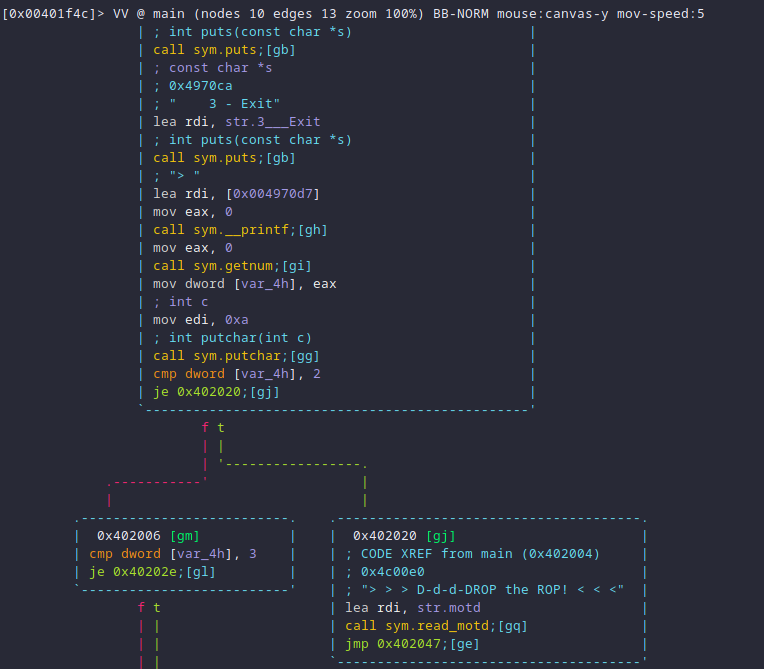 [0x00401f4c]> VV @ main (nodes 10 edges 13 zoom 100%) BB-NORM mouse:canvas-y mov-speed:5
| ; int puts(const char *s) |
| call sym.puts;[gb] |
| ; const char *s |
| ; 0x4970ca |
| ; "    3 - Exit" |
| lea rdi, str.3___Exit |
| ; int puts(const char *s) |
| call sym.puts;[gb] |
| ; "> " |
| lea rdi, [0x004970d7] |
| mov eax, 0 |
| call sym.__printf;[gh] |
| mov eax, 0 |
| call sym.getnum;[gi] |
| mov dword [var_4h], eax |
| ; int c |
| mov edi, 0xa |
| ; int putchar(int c) |
| call sym.putchar;[gg] |
| cmp dword [var_4h], 2 |
| je 0x402020;[gj] |
f t
| 0x402006 [gm] |
| cmp dword [var_4h], 3 |
| je 0x40202e;[gl] |
f t
| 0x402020 [gj] |
| ; CODE XREF from main (0x402004) |
| ; 0x4c00e0 |
| ; "> > > D-d-d-DROP the ROP! < < <" |
| lea rdi, str.motd |
| call sym.read_motd;[gq] |
| jmp 0x402047;[ge] |